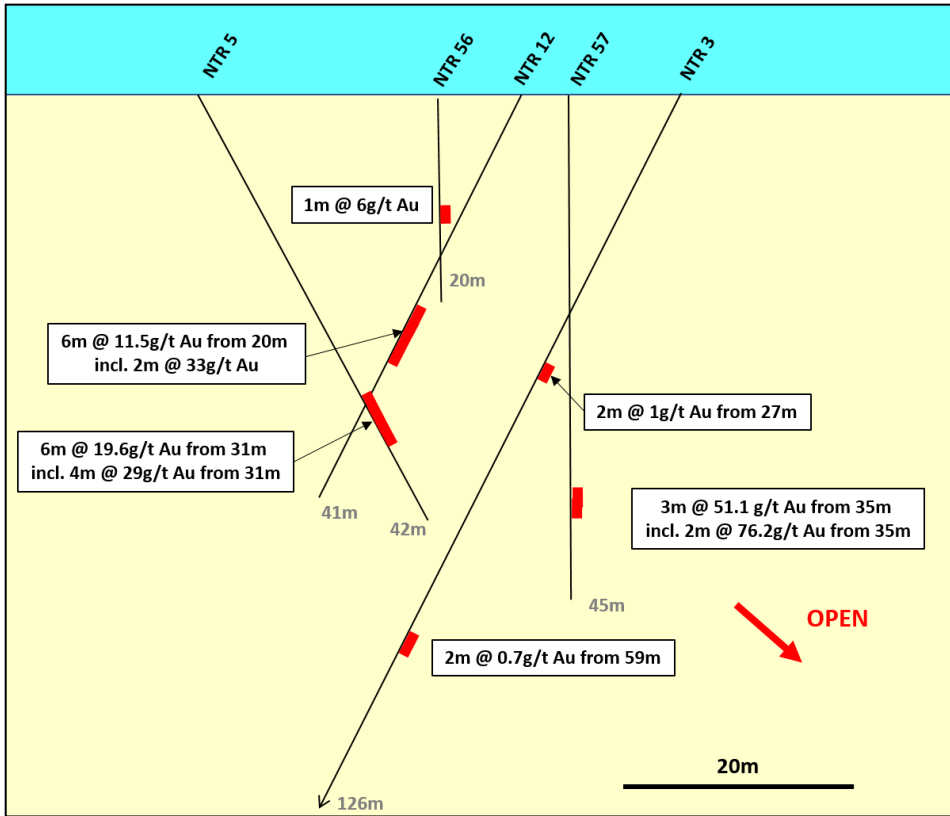 NTR 5
NTR 56
NTR 12
NTR 57
NTR 3
1m @ 6g/t Au
20m
6m @ 11.5g/t Au from 20m
incl. 2m @ 33g/t Au
2m @ 1g/t Au from 27m
6m @ 19.6g/t Au from 31m
incl. 4m @ 29g/t Au from 31m
41m
42m
3m @ 51.1 g/t Au from 35m
incl. 2m @ 76.2g/t Au from 35m
45m
OPEN
2m @ 0.7g/t Au from 59m
20m
126m